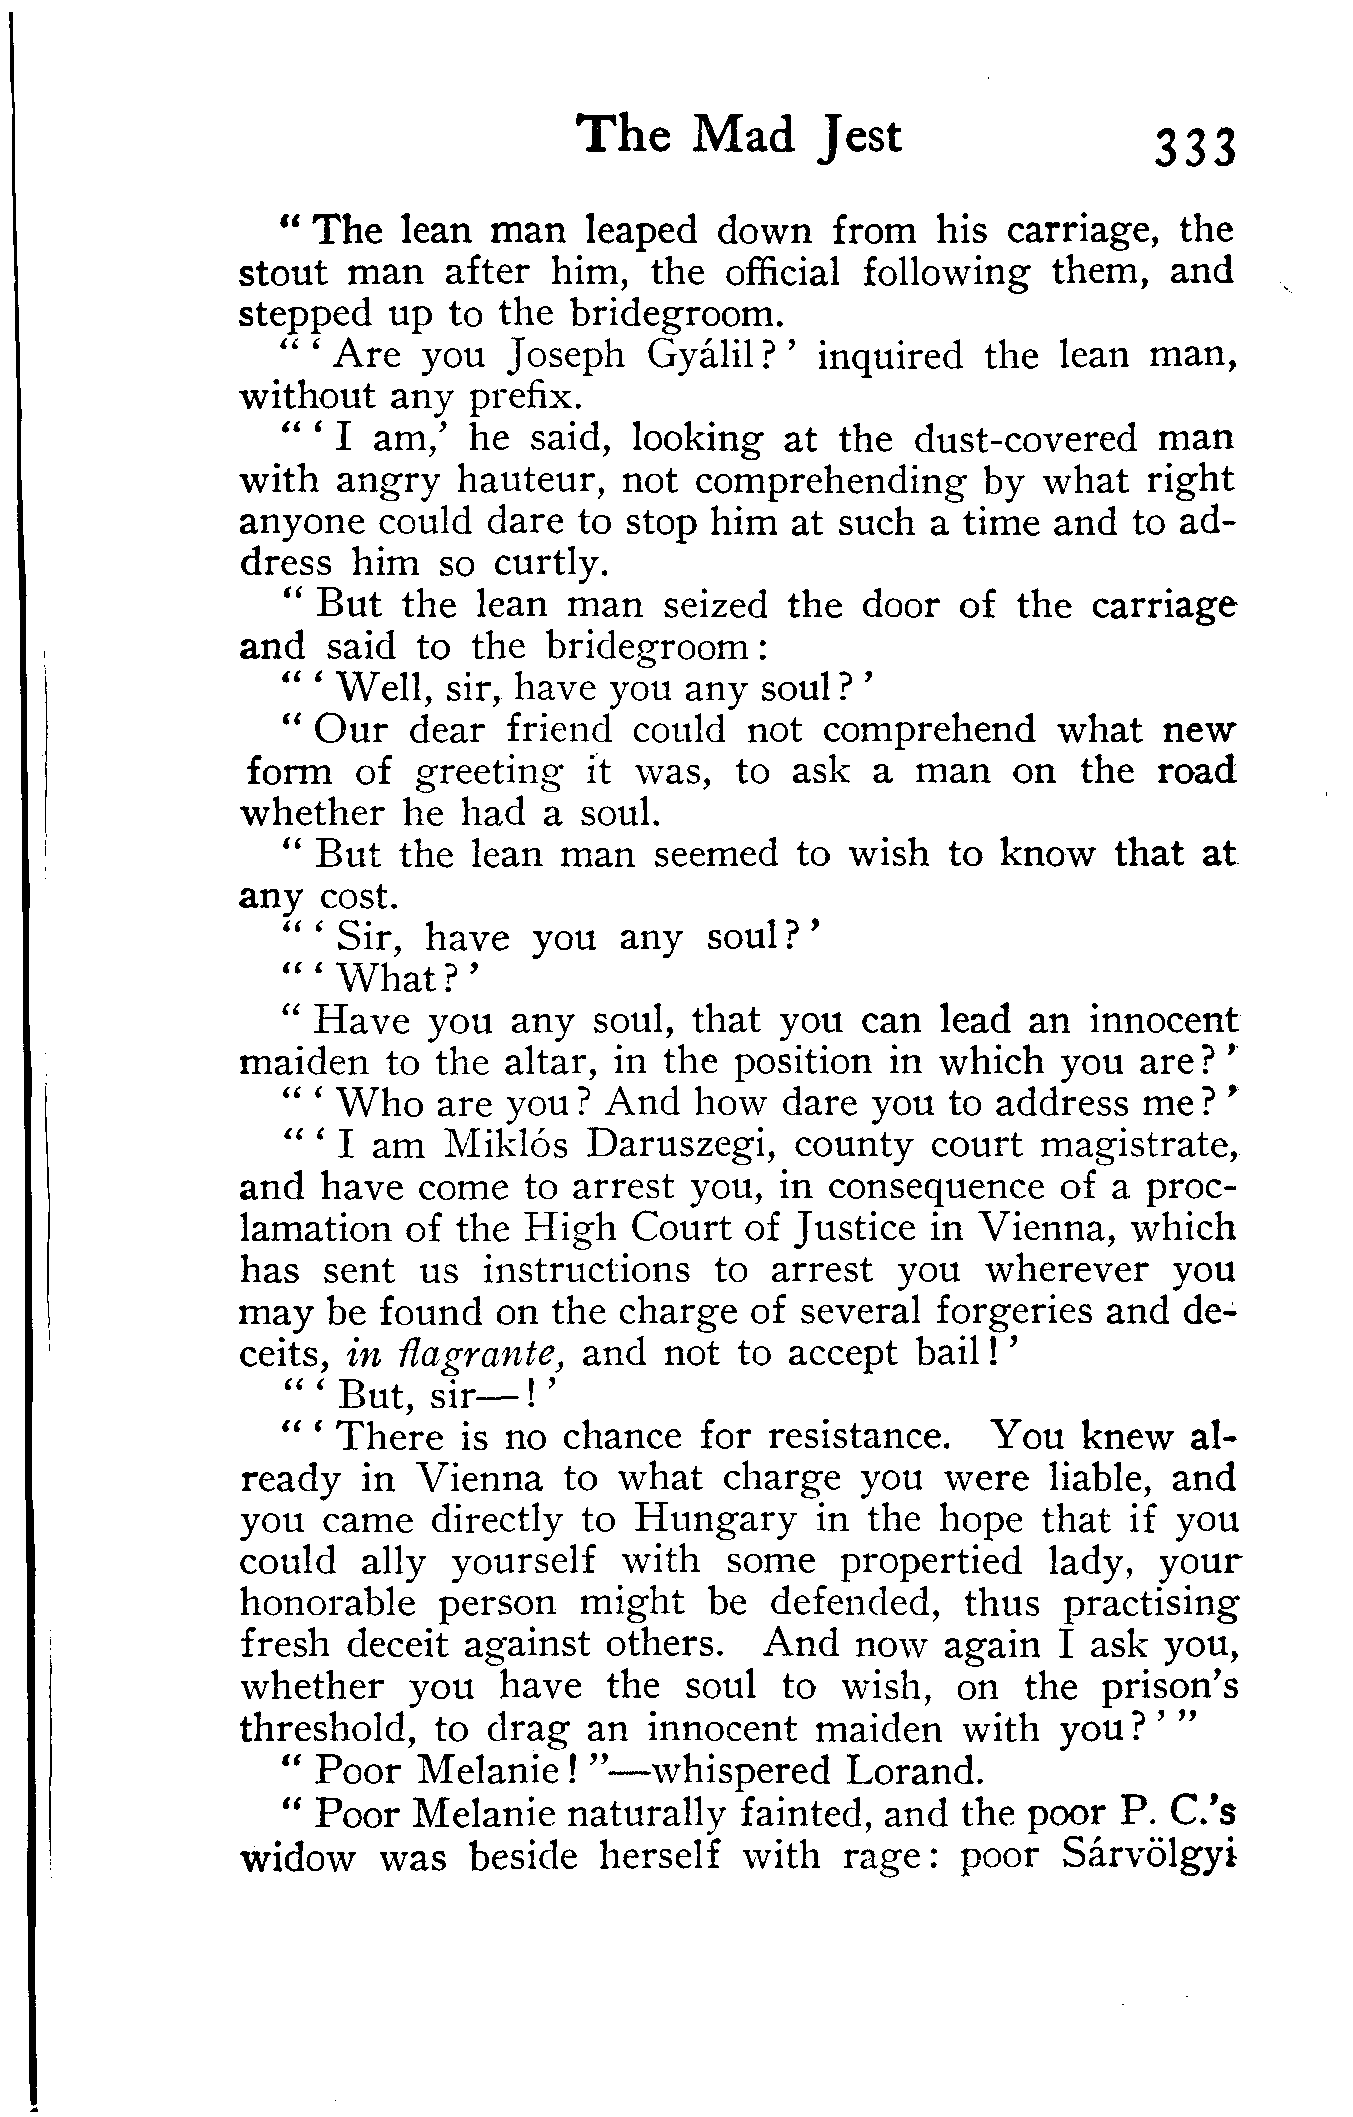 The Mad Jest 333
“ The lean man leaped down from his carriage, the
stout man after him, the official following them, and
stepped up to the bridegroom.
“ ‘ Are you Joseph Gyálil? ’ inquired the lean man,
without any prefix.
“ ‘ I am,’ he said, looking at the dust-covered man
with angry hauteur, not comprehending by what right
anyone could dare to stop him at such a time and to ad-
dress him so curtly.
“ But the lean man seized the door of the carriage
and said to the bridegroom :
“ ‘ Well, sir, have you any soul? ’
“ Our dear friend could not comprehend what new
form of greeting it was, to ask a man on the road
whether he had a soul.
“ But the lean man seemed to wish to know that at
any cost.
“ ‘ Sir, have you any soul? ’
“ ‘ What? ’
“ Have you any soul, that you can lead an innocent
maiden to the altar, in the position in which you are? ’
“ ‘ Who are you? And how dare you to address me? ’
“ ‘ I am Miklós Daruszegi, county court magistrate,
and have come to arrest you, in consequence of a proc-
lamation of the High Court of Justice in Vienna, which
has sent us instructions to arrest you wherever you
may be found on the charge of several forgeries and de-
ceits, in flagrante, and not to accept bail! ’
“ ‘ But, sir—! ’
“ ‘ There is no chance for resistance. You knew al-
ready in Vienna to what charge you were liable, and
you came directly to Hungary in the hope that if you
could ally yourself with some propertied lady, your
honorable person might be defended, thus practising
fresh deceit against others. And now again I ask you,
whether you have the soul to wish, on the prison’s
threshold, to drag an innocent maiden with you? ’ ”
“ Poor Melanie! ”—whispered Lorand.
“ Poor Melanie naturally fainted, and the poor P. C.’s
widow was beside herself with rage : poor Sárvölgyi